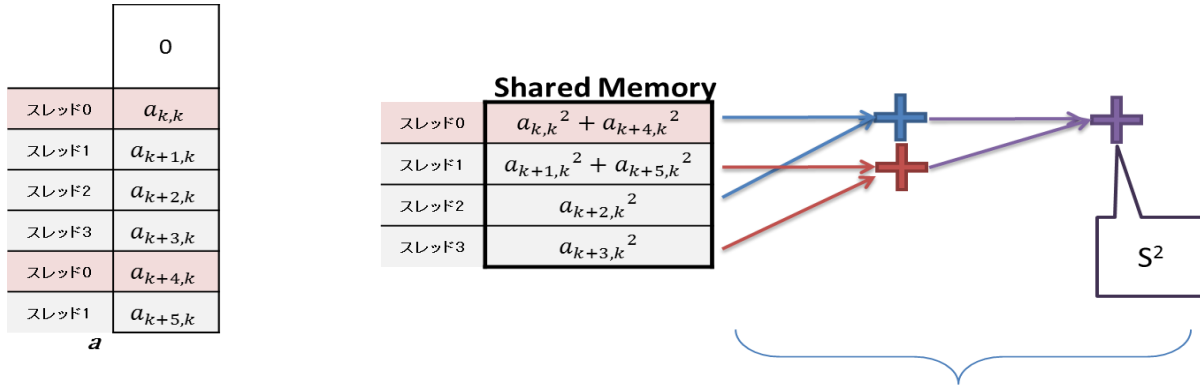 0
スレッド0 a_{k,k}
スレッド1 a_{k+1,k}
スレッド2 a_{k+2,k}
スレッド3 a_{k+3,k}
スレッド0 a_{k+4,k}
スレッド1 a_{k+5,k}
a
Shared Memory
スレッド0 a_{k,k}² + a_{k+4,k}²
スレッド1 a_{k+1,k}² + a_{k+5,k}²
スレッド2 a_{k+2,k}²
スレッド3 a_{k+3,k}²
S²